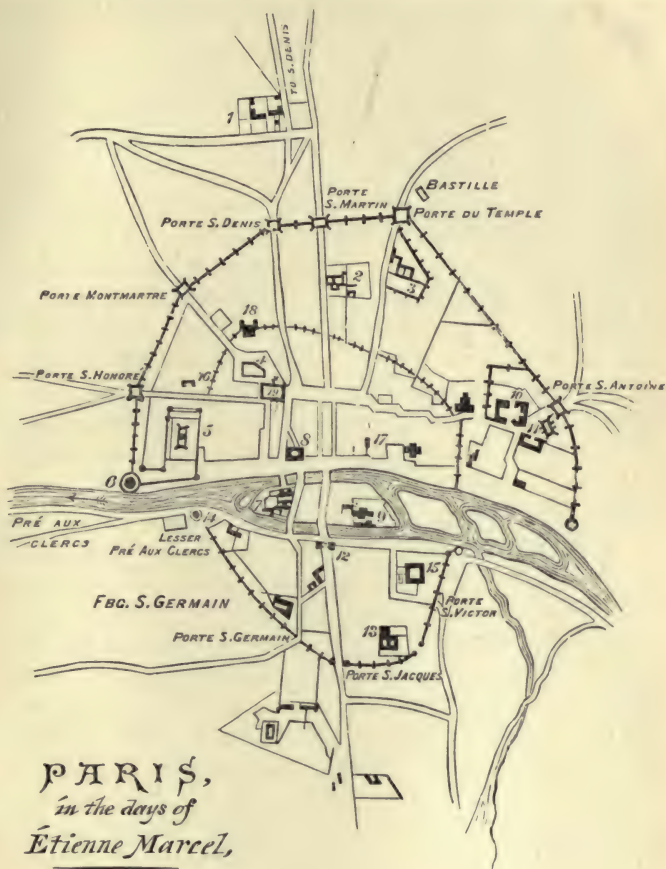 TO S. DENIS
1
BASTILLE
PORTE
S. MARTIN
PORTE S. DENIS
PORTE DU TEMPLE
2
3
PORTE MONTMARTRE
18
4
PORTE S. HONORÉ
16
19
PORTE S. ANTOINE
10
11
5
8
17
6
7
9
PRÉ AUX
CLERCS
14
LESSER
PRÉ AUX CLERCS
12
15
FBG. S. GERMAIN
PORTE
S. VICTOR
13
PORTE S. GERMAIN
PORTE S. JACQUES
PARIS,
in the days of
Étienne Marcel,